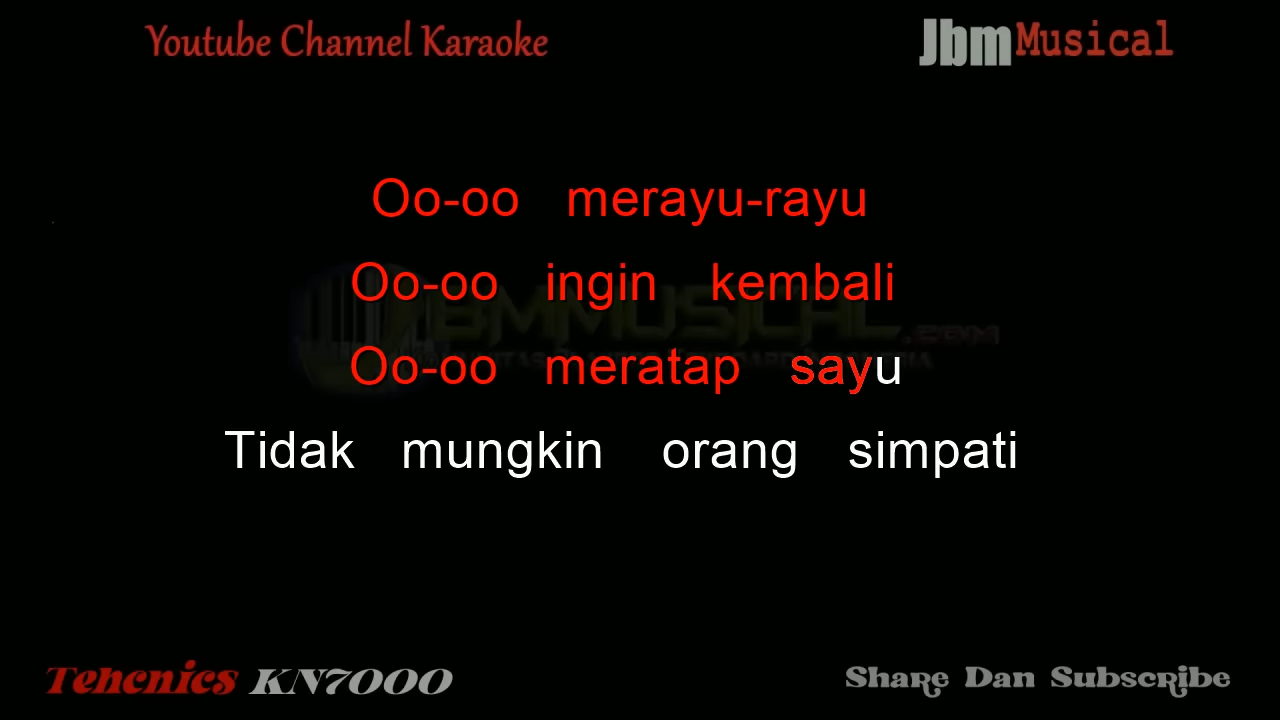 Youtube Channel Karaoke JbmMusical
Oo-oo merayu-rayu
Oo-oo ingin kembali
Oo-oo meratap sayu
Tidak mungkin orang simpati
Tehcnics KN7000 Share Dan Subscribe